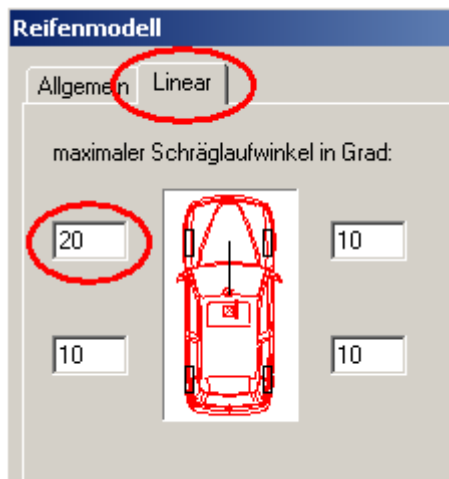 Reifenmodell
Allgemein Linear
maximaler Schräglaufwinkel in Grad:
20 10
10 10